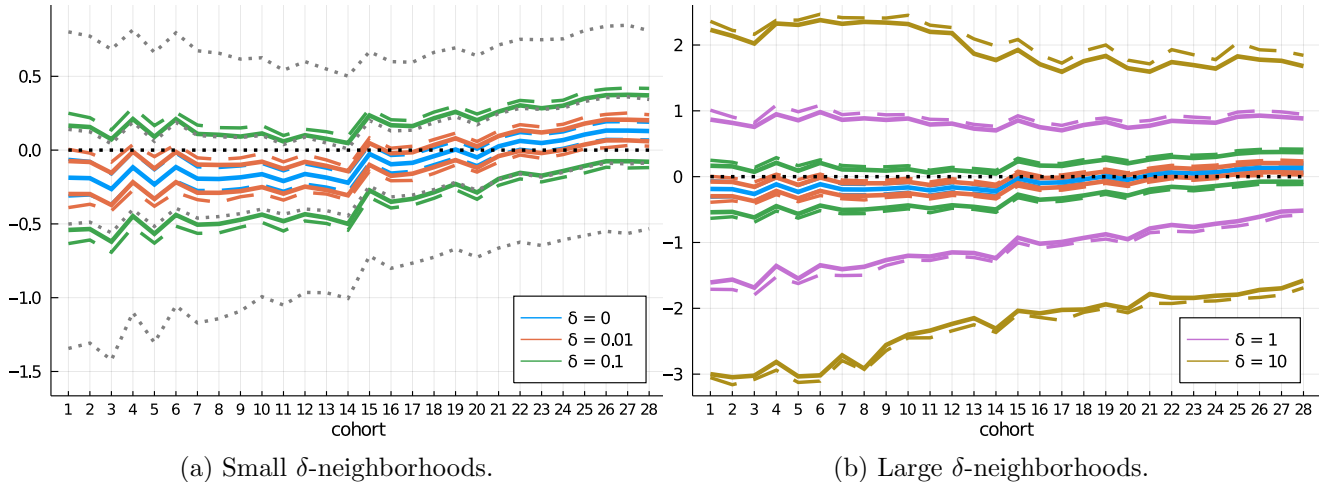 0.5
0.0
−0.5
−1.0
−1.5
δ = 0
δ = 0.01
δ = 0.1
1 2 3 4 5 6 7 8 9 10 11 12 13 14 15 16 17 18 19 20 21 22 23 24 25 26 27 28
cohort
(a) Small δ-neighborhoods.
2
1
0
−1
−2
−3
δ = 1
δ = 10
1 2 3 4 5 6 7 8 9 10 11 12 13 14 15 16 17 18 19 20 21 22 23 24 25 26 27 28
cohort
(b) Large δ-neighborhoods.